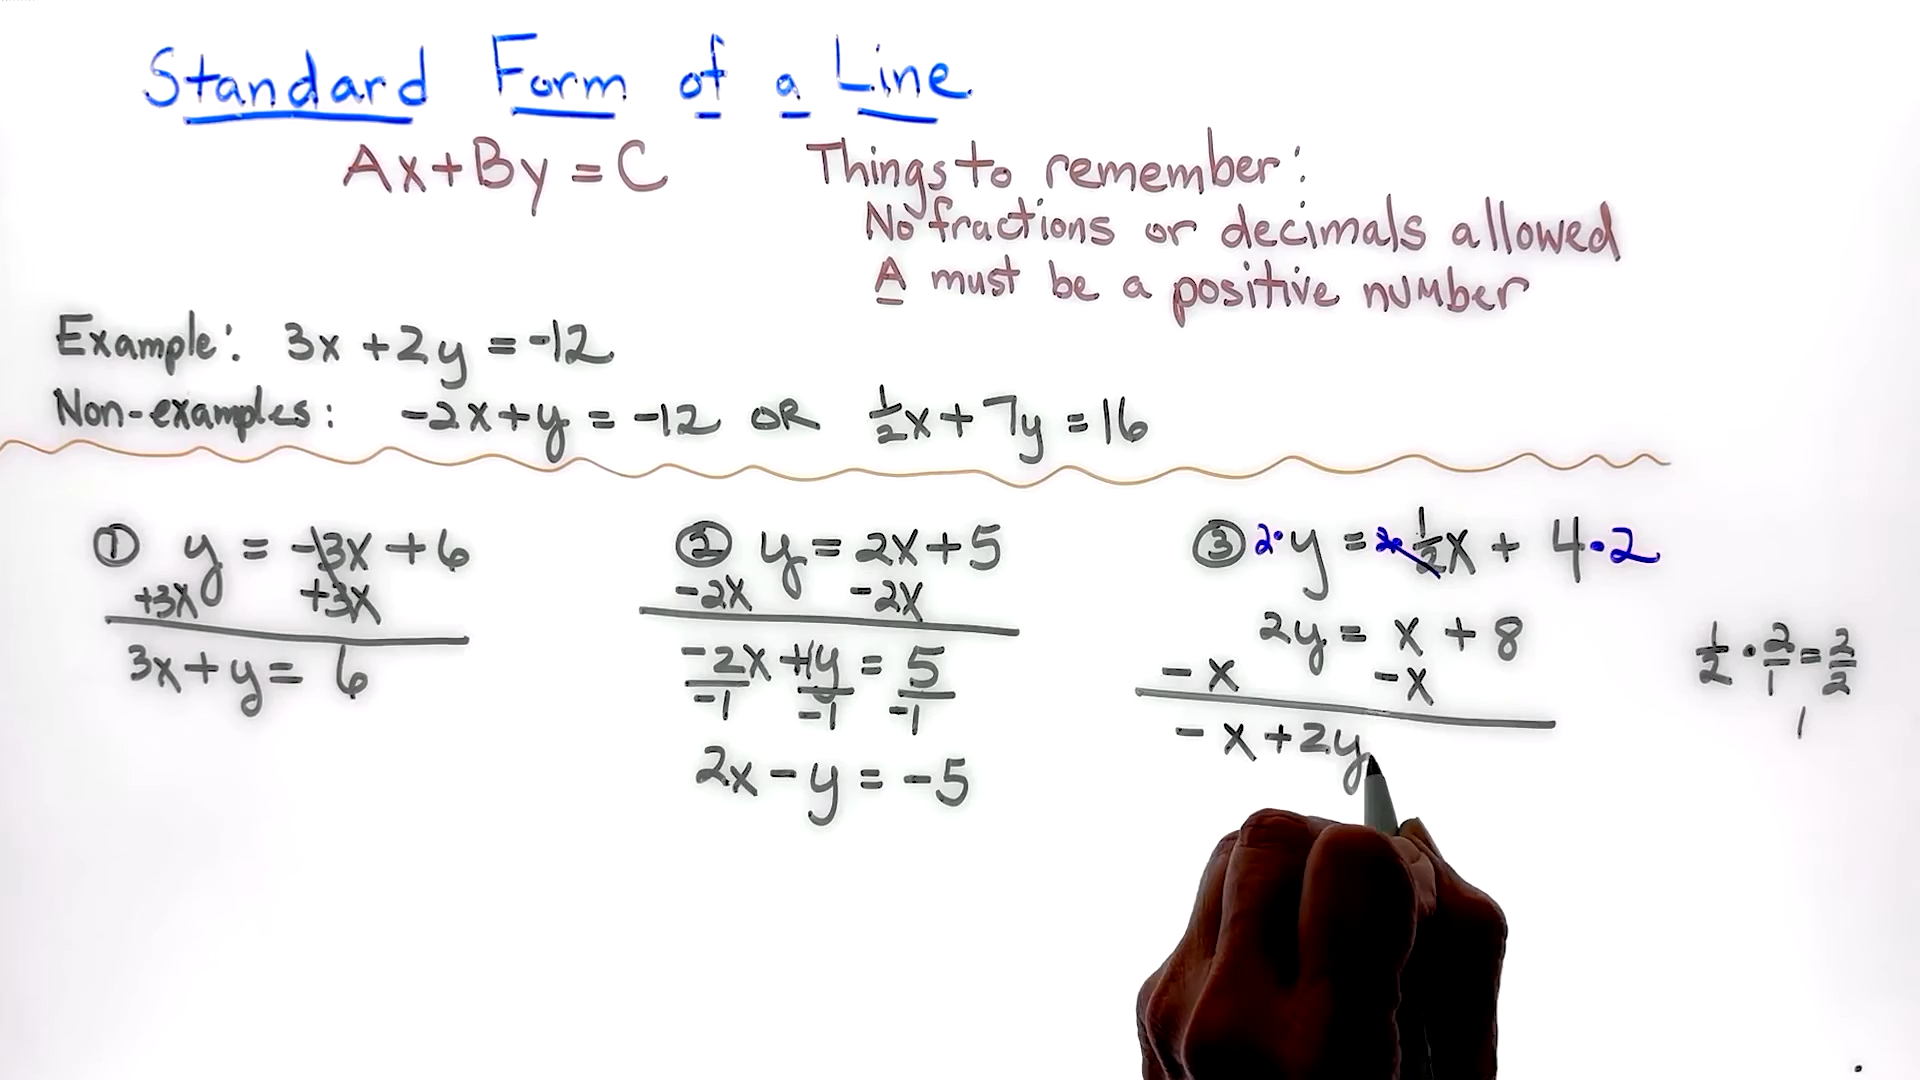 Standard Form of a Line
Ax+By=C
Things to remember:
No fractions or decimals allowed
A must be a positive number
Example: 3x+2y=-12
Non-examples: -2x+y=-12 OR 1/2x+7y=16
① y=-3x+6
+3x +3x
3x+y=6
② y=2x+5
-2x -2x
-2x+1y=5
-1 -1 -1
2x-y=-5
③ 2•y=2•1/2x+4•2
2y=x+8
-x -x
-x+2y
1/2•2/1=2/2
1